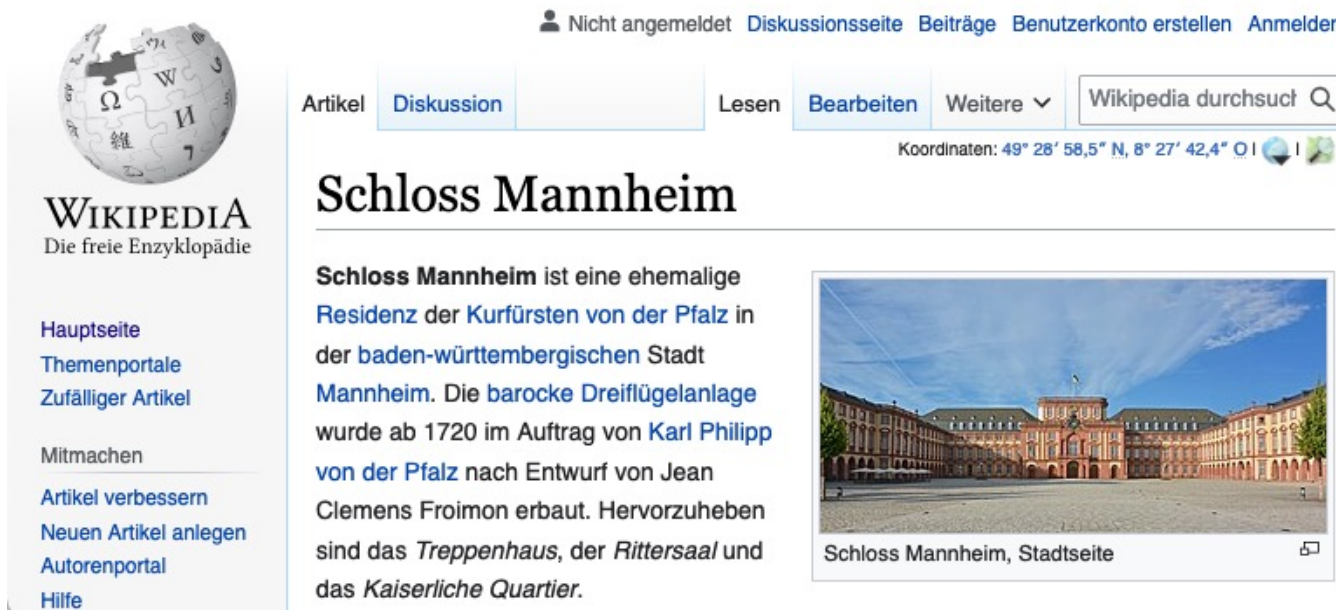 Nicht angemeldet Diskussionsseite Beiträge Benutzerkonto erstellen Anmelden
Artikel Diskussion Lesen Bearbeiten Weitere Wikipedia durchsuch
Koordinaten: 49° 28′ 58,5″ N, 8° 27′ 42,4″ O | |
WIKIPEDIA
Die freie Enzyklopädie
Hauptseite
Themenportale
Zufälliger Artikel
Mitmachen
Artikel verbessern
Neuen Artikel anlegen
Autorenportal
Hilfe
Schloss Mannheim
Schloss Mannheim ist eine ehemalige
Residenz der Kurfürsten von der Pfalz in
der baden-württembergischen Stadt
Mannheim. Die barocke Dreiflügelanlage
wurde ab 1720 im Auftrag von Karl Philipp
von der Pfalz nach Entwurf von Jean
Clemens Froimon erbaut. Hervorzuheben
sind das Treppenhaus, der Rittersaal und
das Kaiserliche Quartier.
Schloss Mannheim, Stadtseite